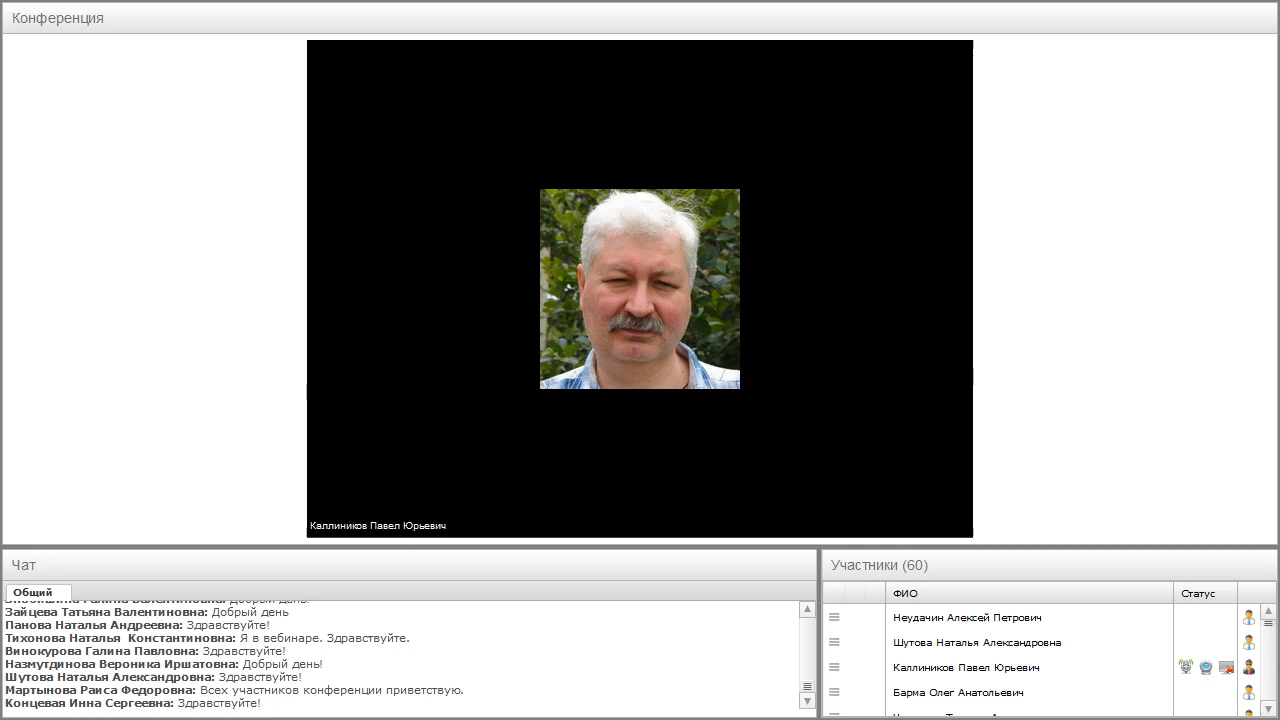 Конференция
Каллиников Павел Юрьевич
Чат
Общий
Зайцева Татьяна Валентиновна: Добрый день
Панова Наталья Андреевна: Здравствуйте!
Тихонова Наталья  Константиновна: Я в вебинаре. Здравствуйте.
Винокурова Галина Павловна: Здравствуйте!
Назмутдинова Вероника Иршатовна: Добрый день!
Шутова Наталья Александровна: Здравствуйте!
Мартынова Раиса Федоровна: Всех участников конференции приветствую.
Концевая Инна Сергеевна: Здравствуйте!
Участники (60)
ФИО Статус
Неудачин Алексей Петрович
Шутова Наталья Александровна
Каллиников Павел Юрьевич
Барма Олег Анатольевич